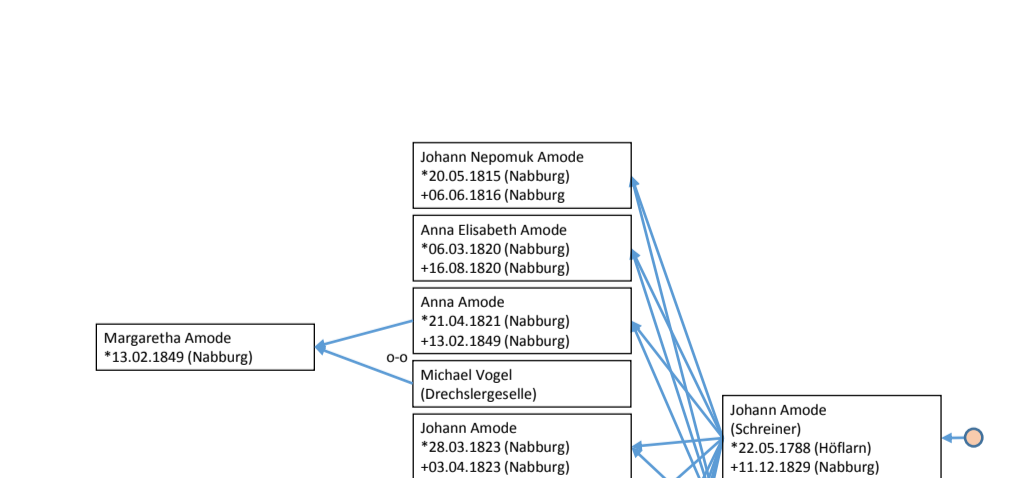 Johann Nepomuk Amode
*20.05.1815 (Nabburg)
+06.06.1816 (Nabburg
Anna Elisabeth Amode
*06.03.1820 (Nabburg)
+16.08.1820 (Nabburg)
Anna Amode
*21.04.1821 (Nabburg)
+13.02.1849 (Nabburg)
Margaretha Amode
*13.02.1849 (Nabburg)
o-o
Michael Vogel
(Drechslergeselle)
Johann Amode
*28.03.1823 (Nabburg)
+03.04.1823 (Nabburg)
Johann Amode
(Schreiner)
*22.05.1788 (Höflarn)
+11.12.1829 (Nabburg)